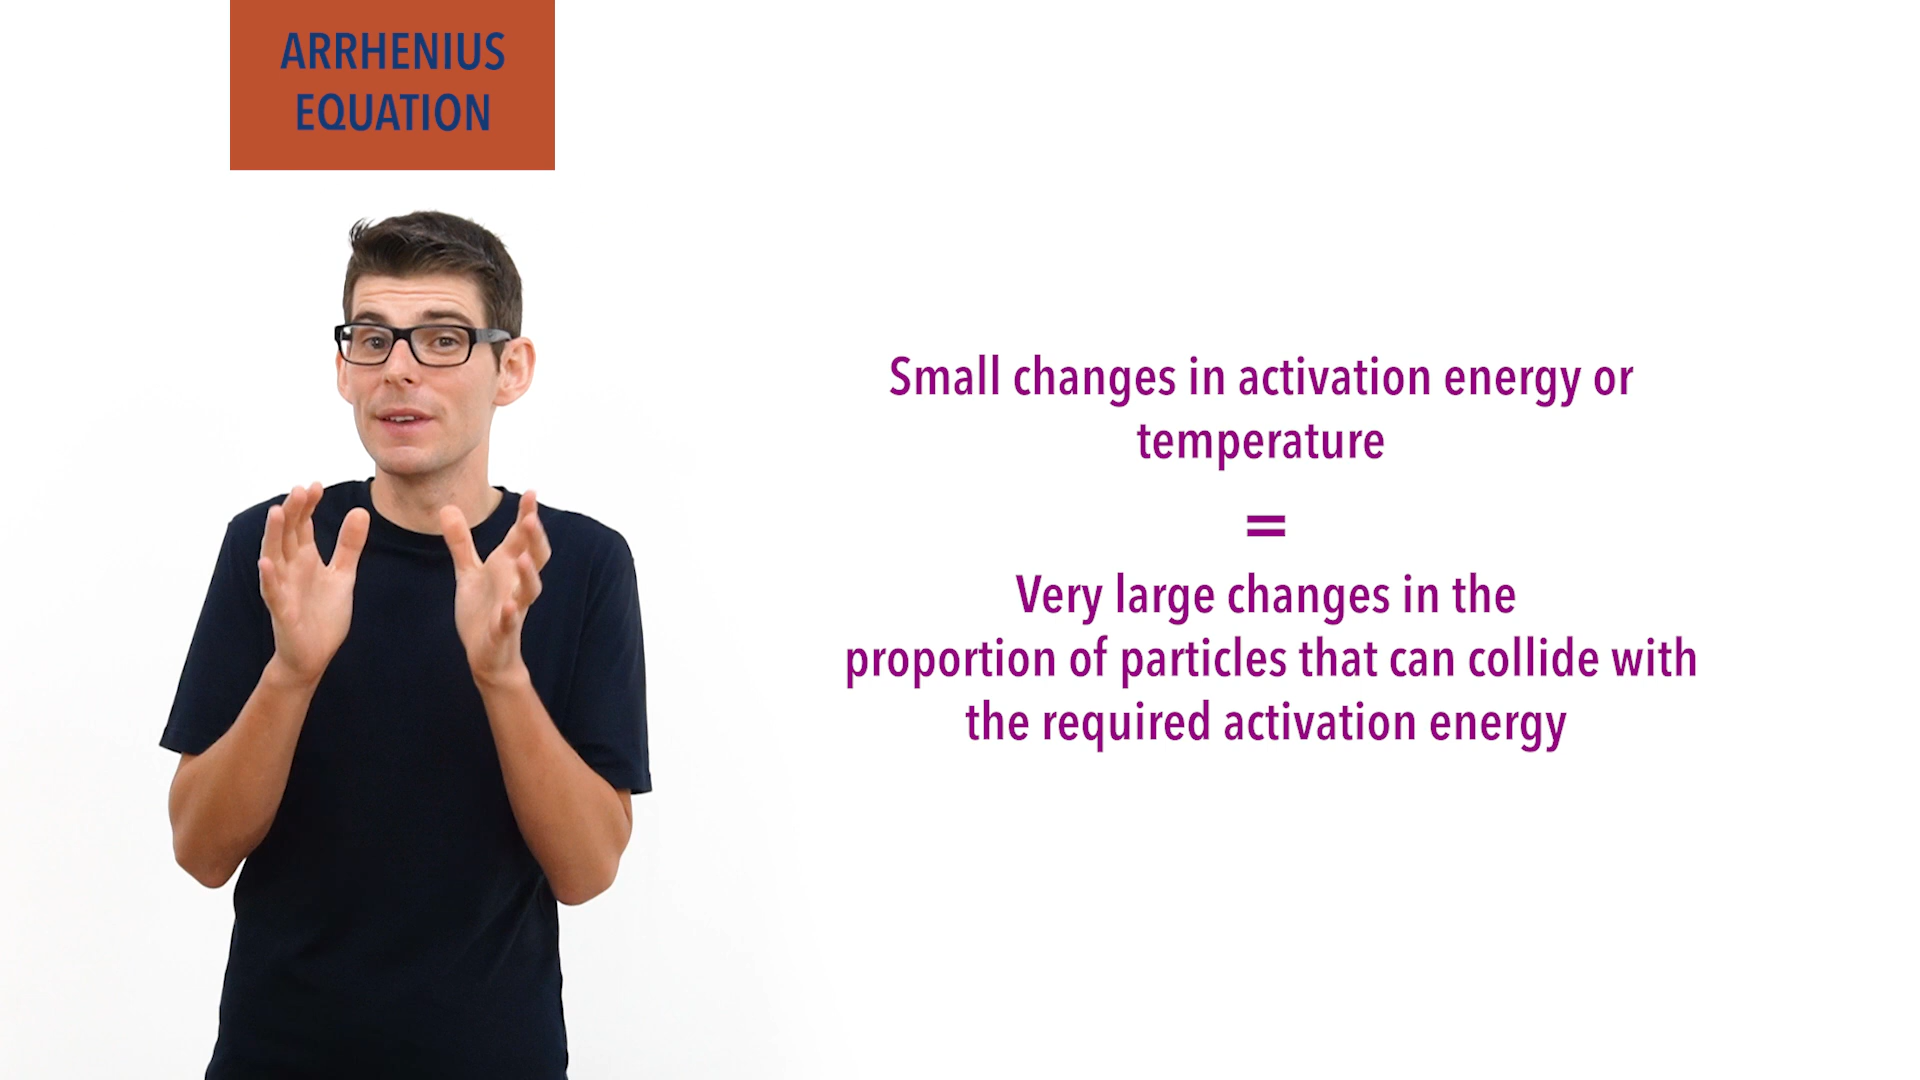 ARRHENIUS
EQUATION
Small changes in activation energy or
temperature
=
Very large changes in the
proportion of particles that can collide with
the required activation energy